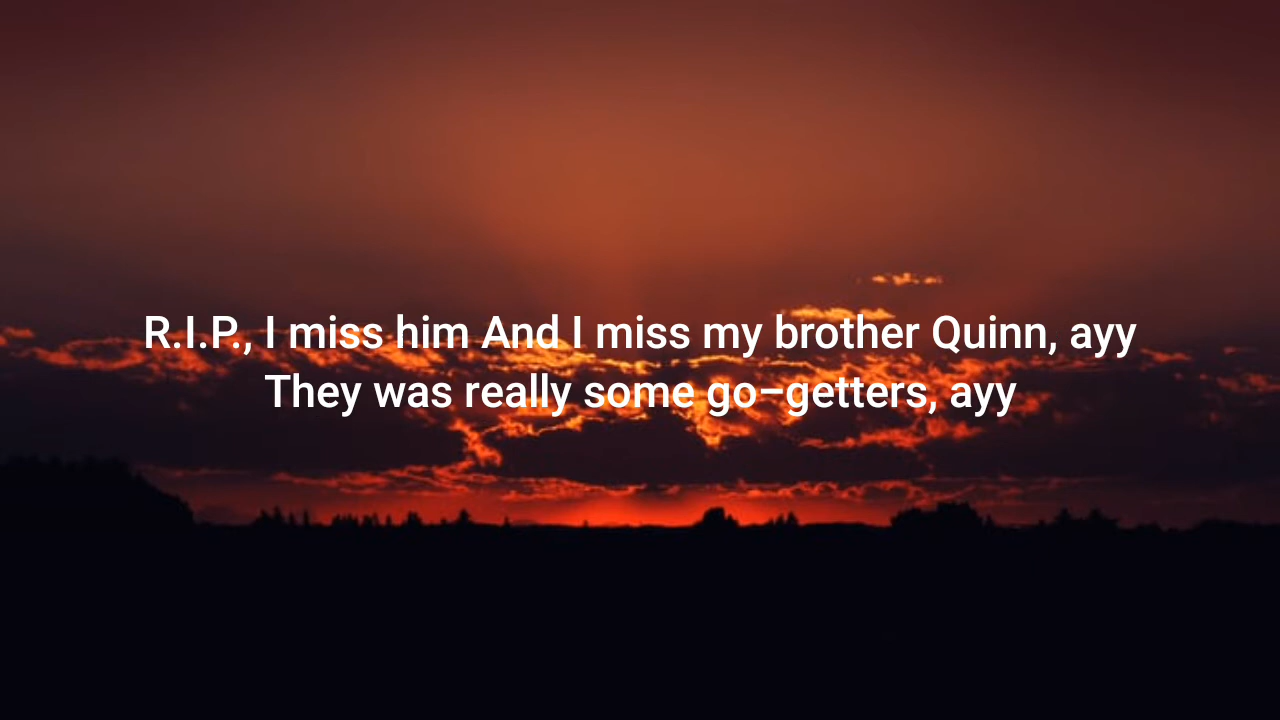 R.I.P., I miss him And I miss my brother Quinn, ayy
They was really some go–getters, ayy